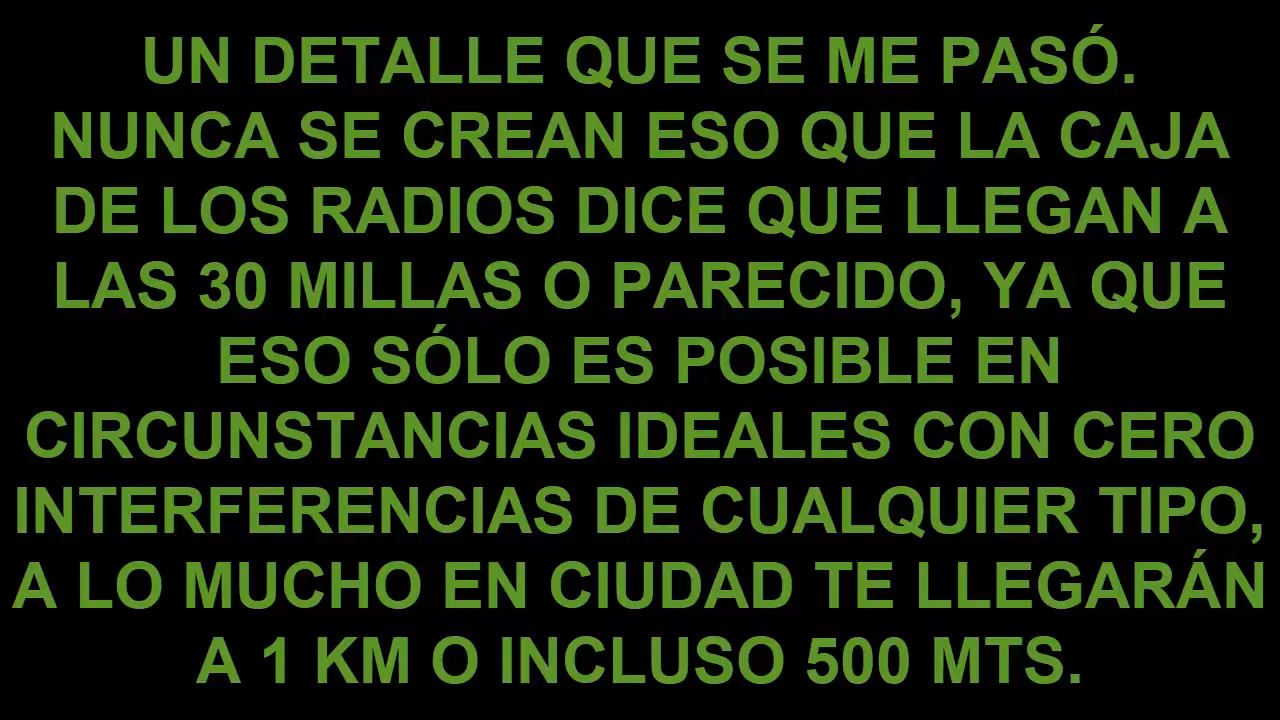 UN DETALLE QUE SE ME PASÓ.
NUNCA SE CREAN ESO QUE LA CAJA
DE LOS RADIOS DICE QUE LLEGAN A
LAS 30 MILLAS O PARECIDO, YA QUE
ESO SÓLO ES POSIBLE EN
CIRCUNSTANCIAS IDEALES CON CERO
INTERFERENCIAS DE CUALQUIER TIPO,
A LO MUCHO EN CIUDAD TE LLEGARÁN
A 1 KM O INCLUSO 500 MTS.